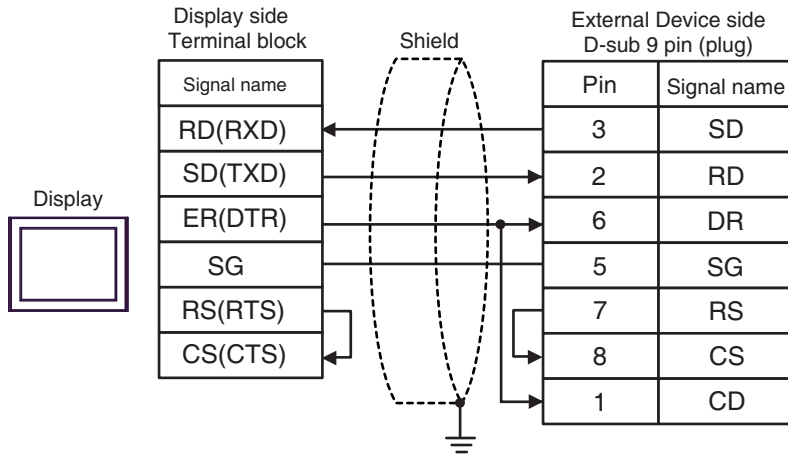 Display side
Terminal block
Shield
External Device side
D-sub 9 pin (plug)
Display
Signal name
Pin Signal name
RD(RXD) 3 SD
SD(TXD) 2 RD
ER(DTR) 6 DR
SG 5 SG
RS(RTS) 7 RS
CS(CTS) 8 CS
1 CD